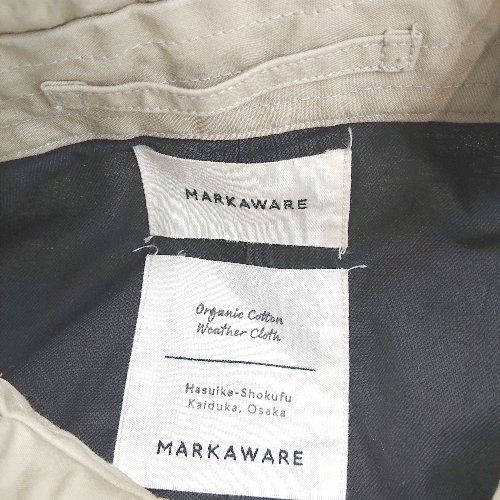 MARKAWARE
Organic Cotton
Weather Cloth
Hasuike-Shokufu
Kaiduka, Osaka
MARKAWARE